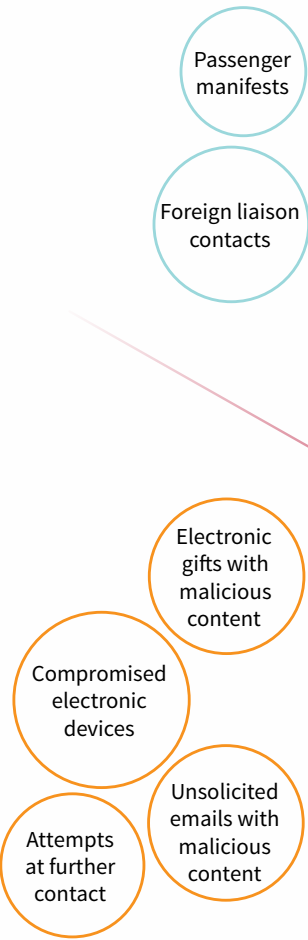 Passenger
manifests
Foreign liaison
contacts
Electronic
gifts with
malicious
content
Compromised
electronic
devices
Unsolicited
emails with
malicious
content
Attempts
at further
contact